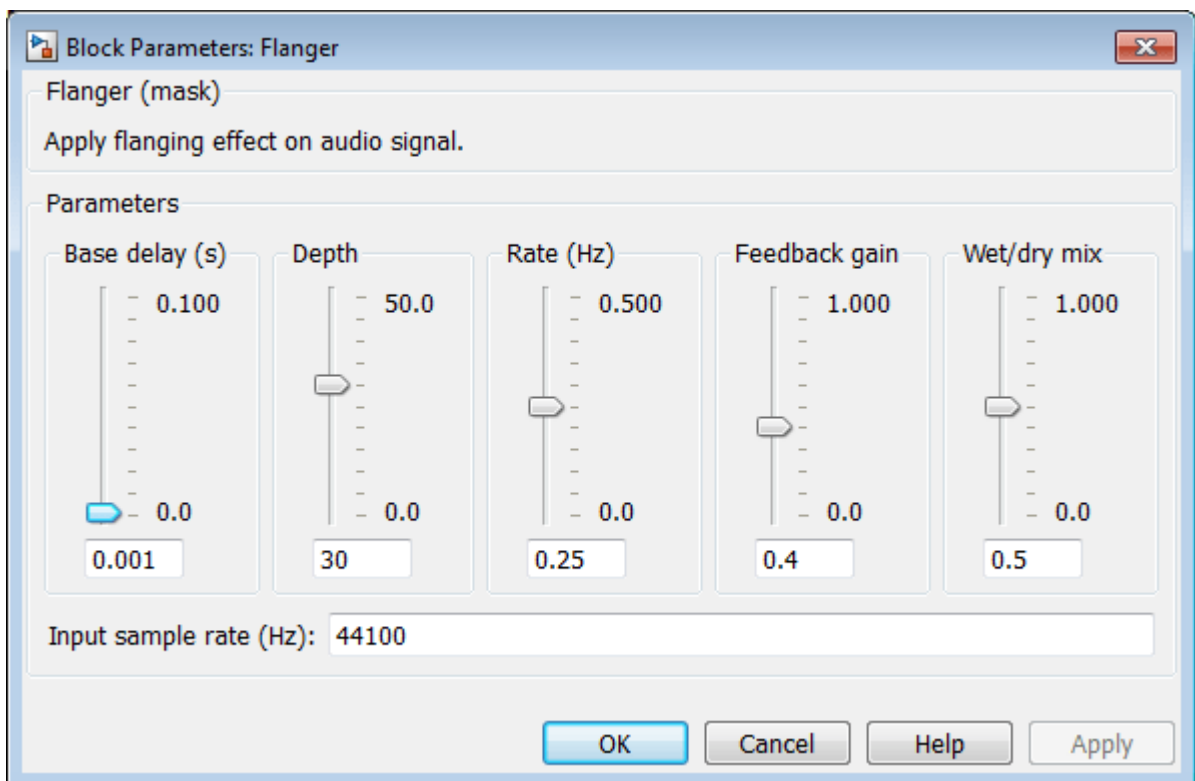 Block Parameters: Flanger
Flanger (mask)
Apply flanging effect on audio signal.
Parameters
Base delay (s) Depth Rate (Hz) Feedback gain Wet/dry mix
0.100 50.0 0.500 1.000 1.000
0.0 0.0 0.0 0.0 0.0
0.001 30 0.25 0.4 0.5
Input sample rate (Hz): 44100
OK Cancel Help Apply